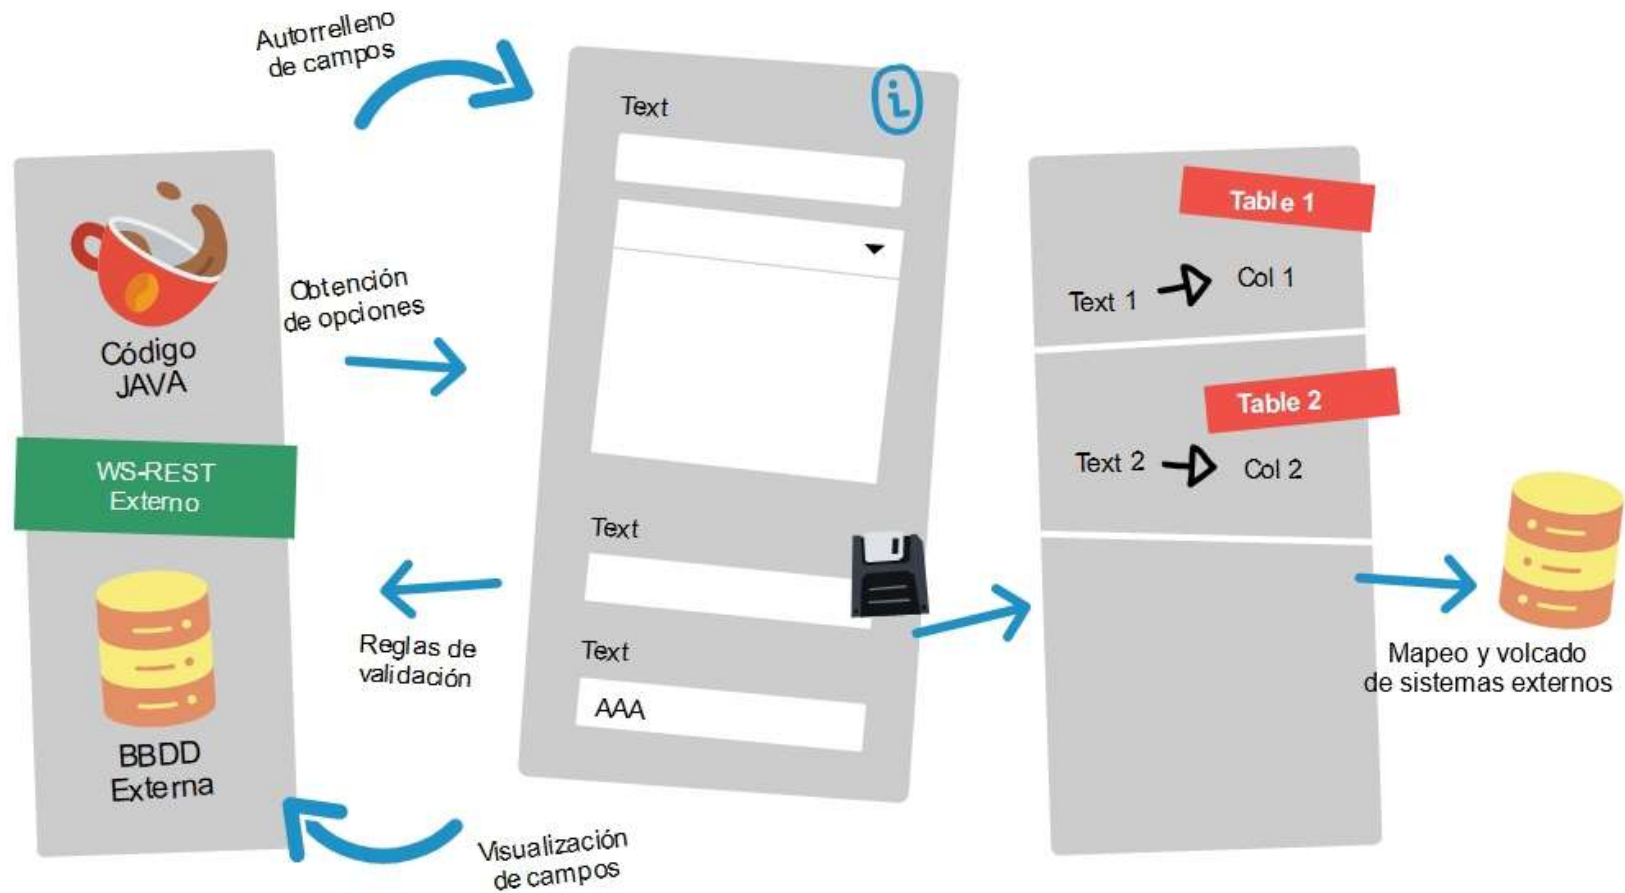 Autorrelleno
de campos
Código
JAVA
WS-REST
Externo
BBDD
Externa
Obtención
de opciones
Reglas de
validación
Visualización
de campos
i
Text
Text
Text
AAA
Table 1
Text 1
Col 1
Table 2
Text 2
Col 2
Mapeo y volcado
de sistemas externos